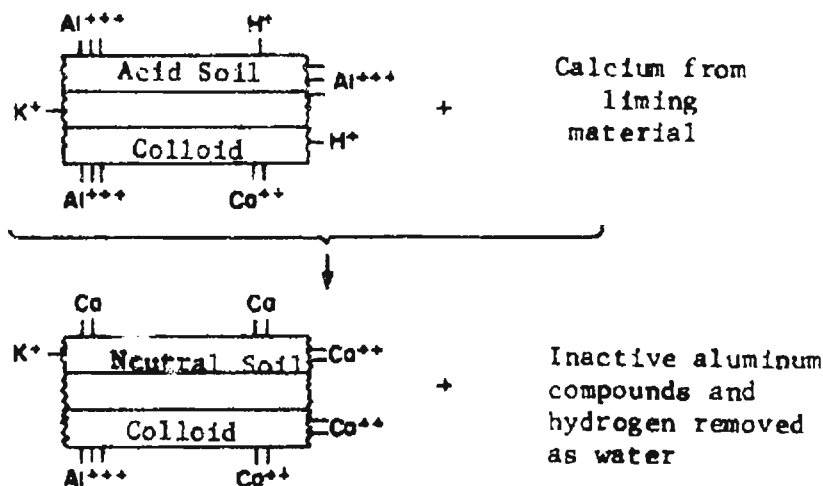 Al+++ H+
Acid Soil
Al+++
K+
Colloid
H+
Al+++ Ca++
+
Calcium from
liming
material
Ca Ca
K+
Neutral Soil
Ca++
Colloid
Ca++
Al+++ Ca++
+
Inactive aluminum
compounds and
hydrogen removed
as water